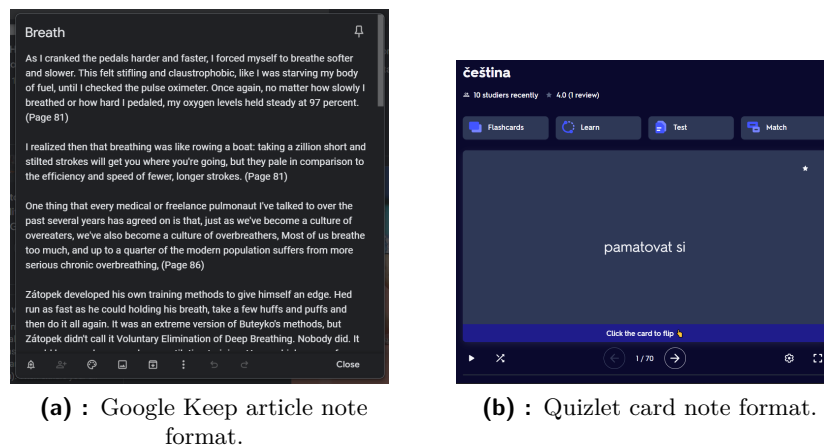 Breath
As I cranked the pedals harder and faster, I forced myself to breathe softer
and slower. This felt stifling and claustrophobic, like I was starving my body
of fuel, until I checked the pulse oximeter. Once again, no matter how slowly I
breathed or how hard I pedaled, my oxygen levels held steady at 97 percent.
(Page 81)
I realized then that breathing was like rowing a boat: taking a zillion short and
stilted strokes will get you where you're going, but they pale in comparison to
the efficiency and speed of fewer, longer strokes. (Page 81)
One thing that every medical or freelance pulmonaut I've talked to over the
past several years has agreed on is that, just as we've become a culture of
overeaters, we've also become a culture of overbreathers, Most of us breathe
too much, and up to a quarter of the modern population suffers from more
serious chronic overbreathing, (Page 86)
Zátopek developed his own training methods to give himself an edge. Hed
run as fast as he could holding his breath, take a few huffs and puffs and
then do it all again. It was an extreme version of Buteyko's methods, but
Zátopek didn't call it Voluntary Elimination of Deep Breathing. Nobody did. It
Close
(a) : Google Keep article note
format.
čeština
10 studiers recently 4.0 (1 review)
Flashcards Learn Test Match
pamatovat si
Click the card to flip
1 / 70
(b) : Quizlet card note format.